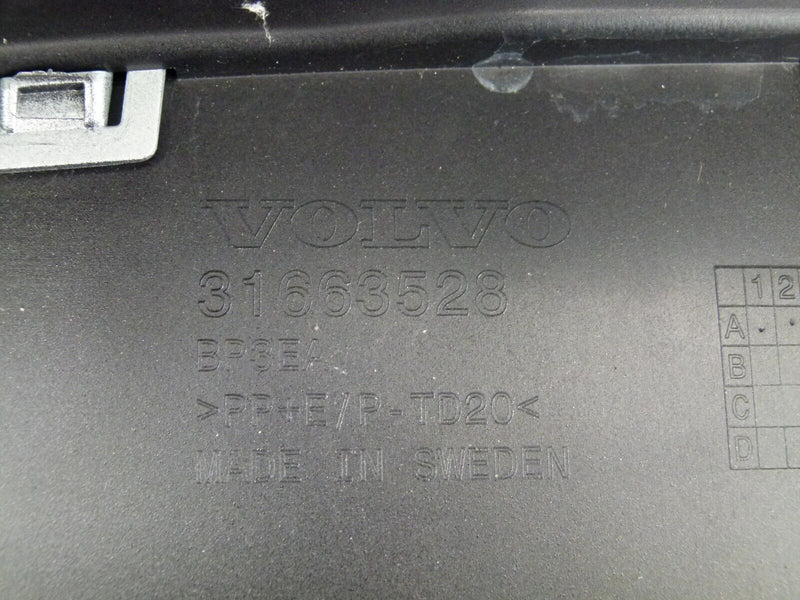 VOLVO
31663528
BP3EA
>PP+E/P-TD20<
MADE IN SWEDEN
1 2
A
B
C
D